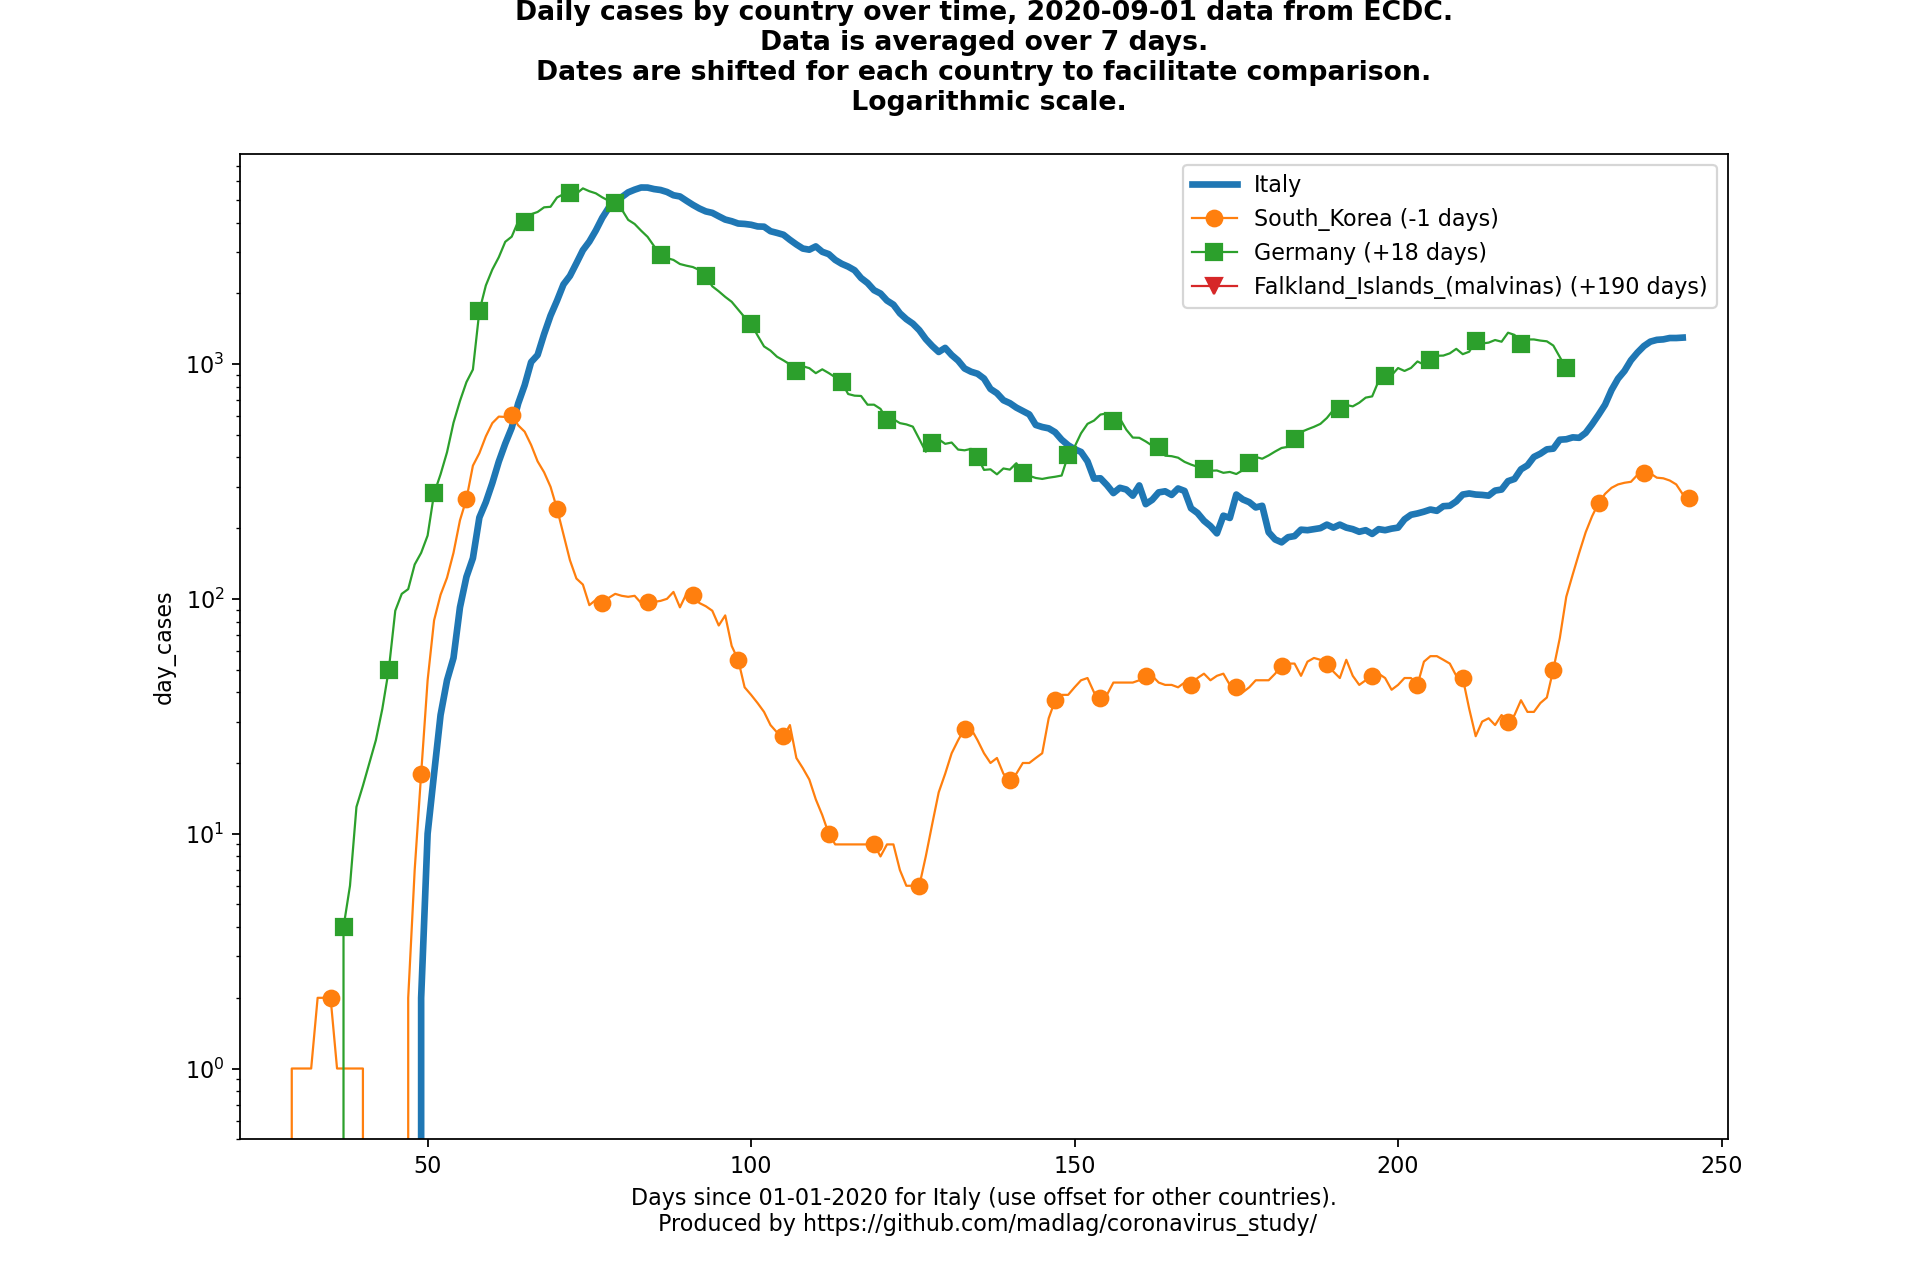 Daily cases by country over time, 2020-09-01 data from ECDC.
Data is averaged over 7 days.
Dates are shifted for each country to facilitate comparison.
Logarithmic scale.
Italy
South_Korea (-1 days)
Germany (+18 days)
Falkland_Islands_(malvinas) (+190 days)
10³
10²
10¹
10⁰
day_cases
50 100 150 200 250
Days since 01-01-2020 for Italy (use offset for other countries).
Produced by https://github.com/madlag/coronavirus_study/